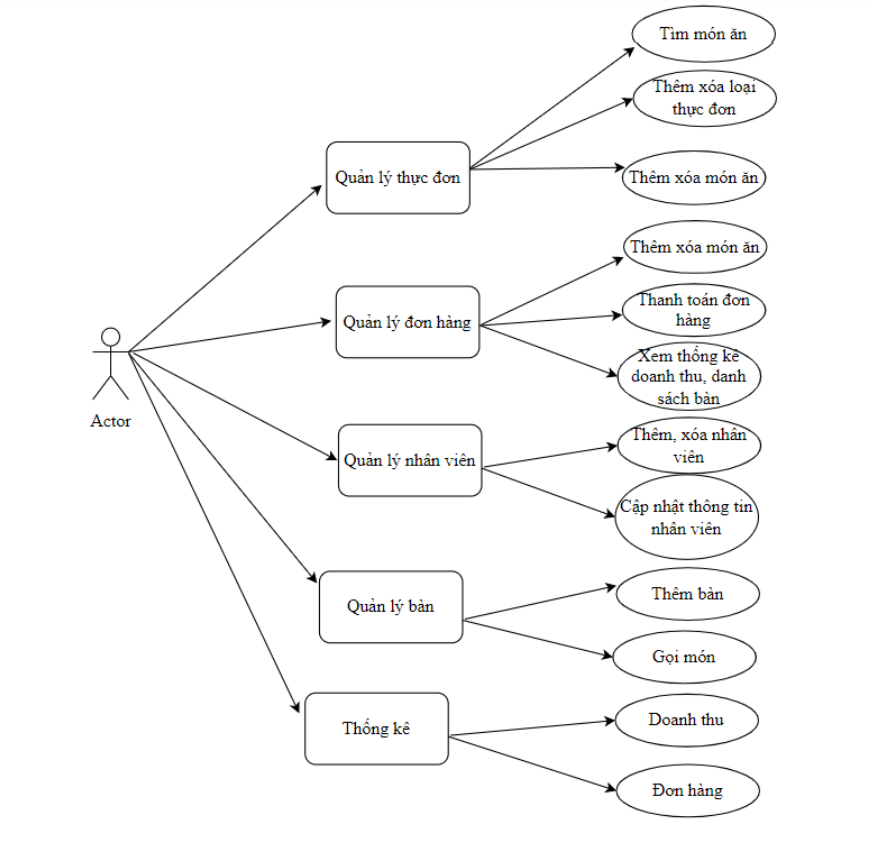 Tìm món ăn
Thêm xóa loại
thực đơn
Quản lý thực đơn
Thêm xóa món ăn
Thêm xóa món ăn
Quản lý đơn hàng
Thanh toán đơn
hàng
Xem thống kê
doanh thu, danh
sách bàn
Actor
Quản lý nhân viên
Thêm, xóa nhân
viên
Cập nhật thông tin
nhân viên
Quản lý bàn
Thêm bàn
Gọi món
Thống kê
Doanh thu
Đơn hàng